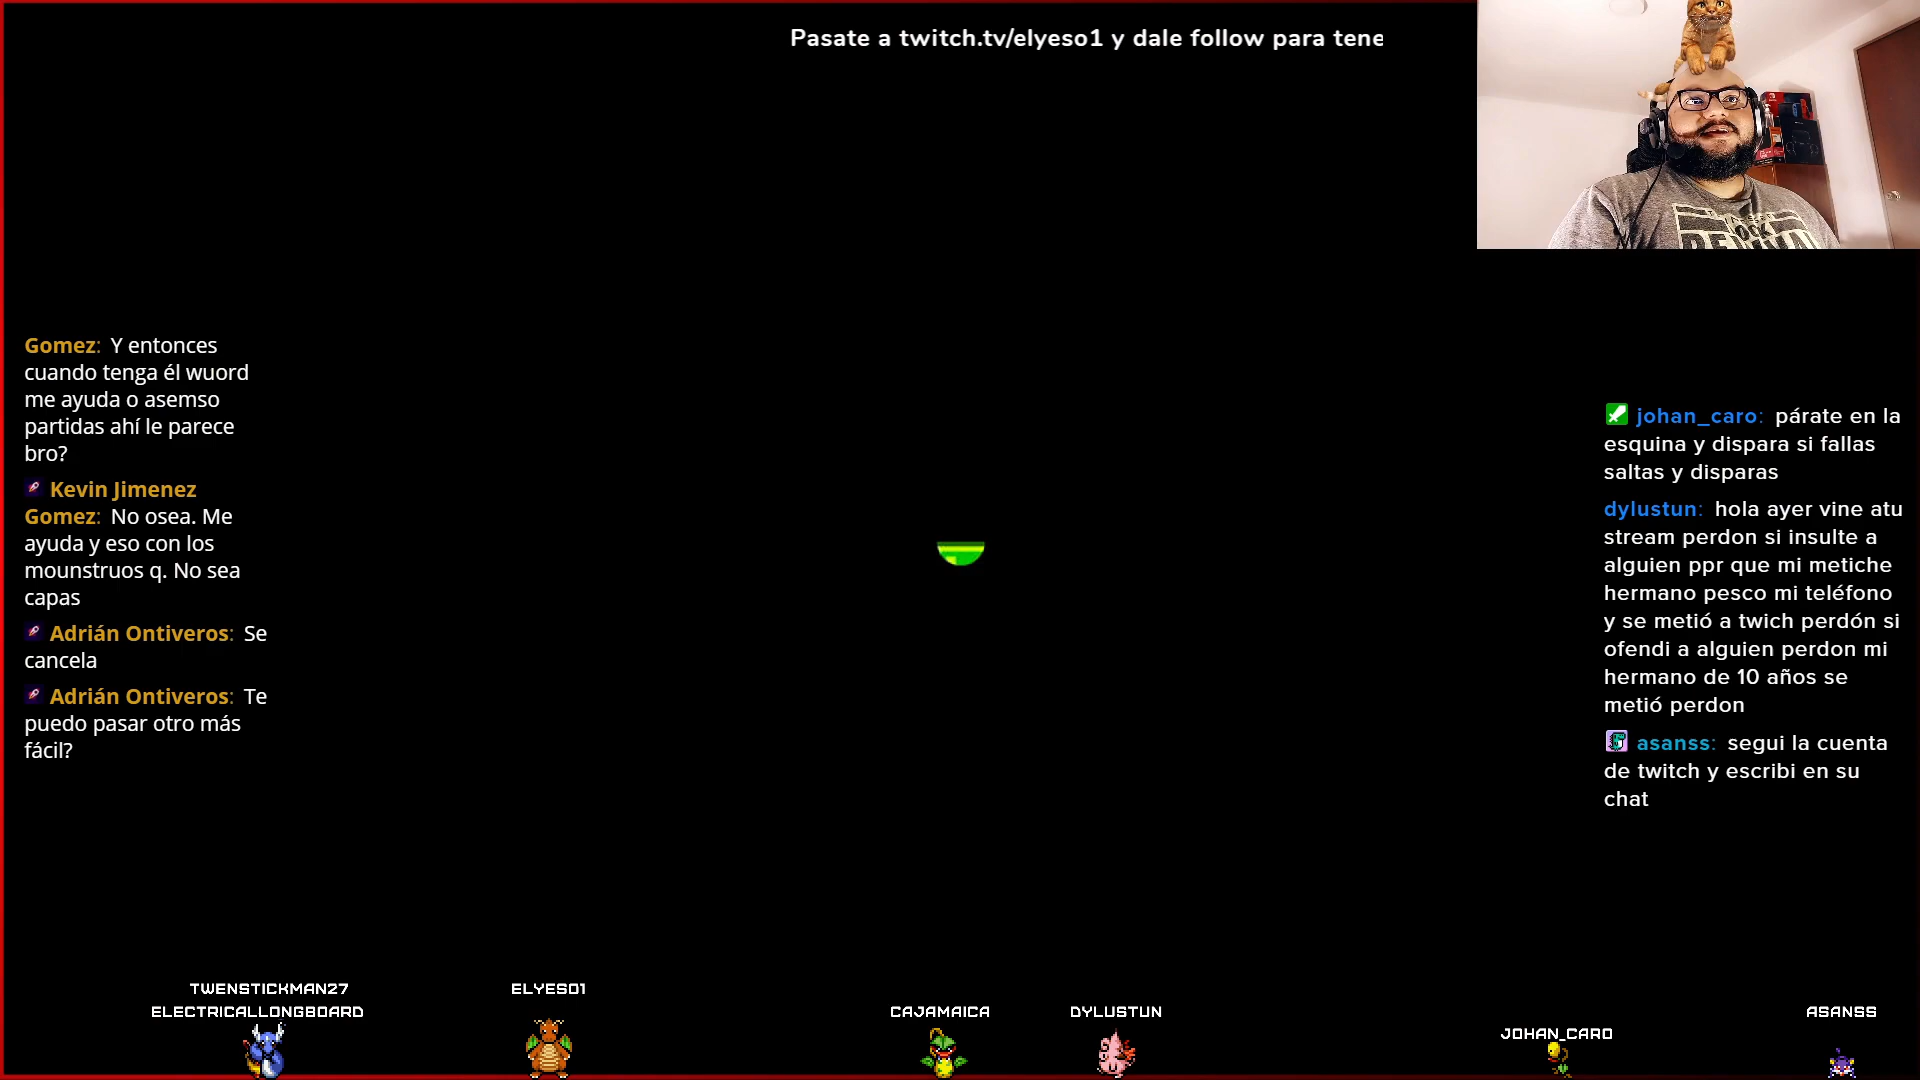 Pasate a twitch.tv/elyeso1 y dale follow para tene
Gomez: Y entonces
cuando tenga él wuord
me ayuda o asemso
partidas ahí le parece
bro?
Kevin Jimenez
Gomez: No osea. Me
ayuda y eso con los
mounstruos q. No sea
capas
Adrián Ontiveros: Se
cancela
Adrián Ontiveros: Te
puedo pasar otro más
fácil?
johan_caro: párate en la
esquina y dispara si fallas
saltas y disparas
dylustun: hola ayer vine atu
stream perdon si insulte a
alguien ppr que mi metiche
hermano pesco mi teléfono
y se metió a twich perdón si
ofendi a alguien perdon mi
hermano de 10 años se
metió perdon
asanss: segui la cuenta
de twitch y escribi en su
chat
TWENSTICKMAN27
ELECTRICALLONGBOARD
ELYESO1
CAJAMAICA
DYLUSTUN
JOHAN_CARO
ASANSS